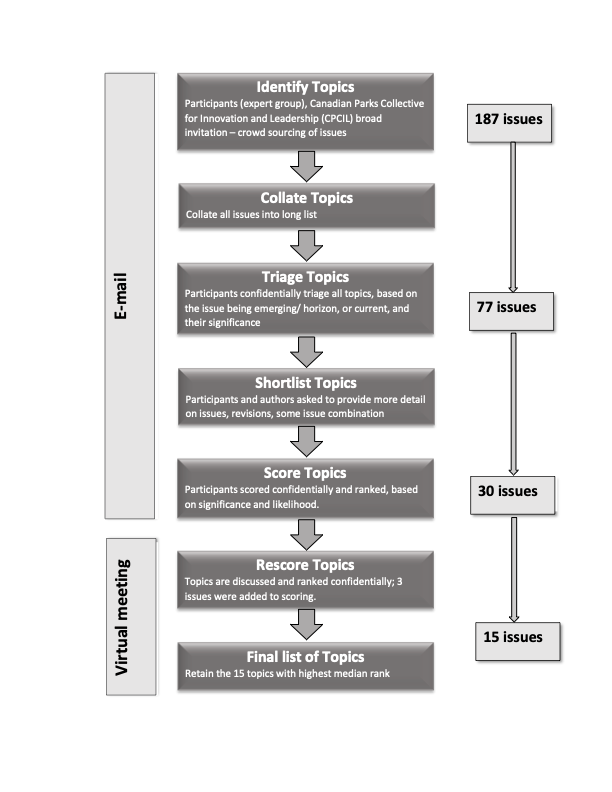 Identify Topics
Participants (expert group), Canadian Parks Collective
for Innovation and Leadership (CPCIL) broad
invitation – crowd sourcing of issues
187 issues
Collate Topics
Collate all issues into long list
E-mail
Triage Topics
Participants confidentially triage all topics, based on
the issue being emerging/ horizon, or current, and
their significance
77 issues
Shortlist Topics
Participants and authors asked to provide more detail
on issues, revisions, some issue combination
Score Topics
Participants scored confidentially and ranked, based
on significance and likelihood.
30 issues
Virtual meeting
Rescore Topics
Topics are discussed and ranked confidentially; 3
issues were added to scoring.
15 issues
Final list of Topics
Retain the 15 topics with highest median rank